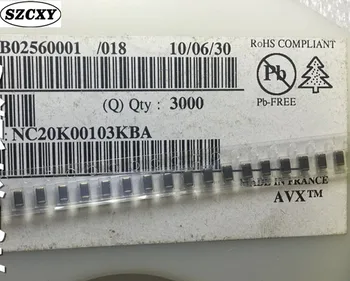 SZCXY
B02560001 /018 10/06/30
RoHS COMPLIANT
Pb
Pb-FREE
(Q) Qty : 3000
NC20K00103KBA
MADE IN FRANCE
AVX™